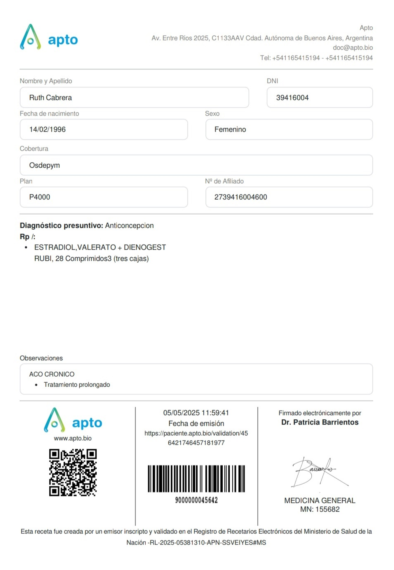 apto
Apto
Av. Entre Rios 2025, C1133AAV Cdad. Autónoma de Buenos Aires, Argentina
doc@apto.bio
Tel: +541165415194 - +541165415194
Nombre y Apellido
DNI
Ruth Cabrera
39416004
Fecha de nacimiento
Sexo
14/02/1996
Femenino
Cobertura
Osdepym
Plan
Nº de Afiliado
P4000
2739416004600
Diagnóstico presuntivo: Anticoncepcion
Rp /:
• ESTRADIOL,VALERATO + DIENOGEST
RUBI, 28 Comprimidos3 (tres cajas)
Observaciones
ACO CRONICO
• Tratamiento prolongado
apto
www.apto.bio
05/05/2025 11:59:41
Fecha de emisión
https://paciente.apto.bio/validation/45
6421746457181977
9000000045642
Firmado electrónicamente por
Dr. Patricia Barrientos
MEDICINA GENERAL
MN: 155682
Esta receta fue creada por un emisor inscripto y validado en el Registro de Recetarios Electrónicos del Ministerio de Salud de la
Nación -RL-2025-05381310-APN-SSVEIYES#MS